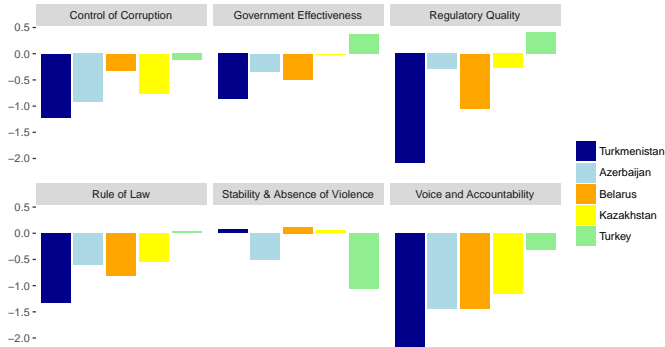 Control of Corruption
Government Effectiveness
Regulatory Quality
0.5
0.0
−0.5
−1.0
−1.5
−2.0
Rule of Law
Stability & Absence of Violence
Voice and Accountability
0.5
0.0
−0.5
−1.0
−1.5
−2.0
Turkmenistan
Azerbaijan
Belarus
Kazakhstan
Turkey